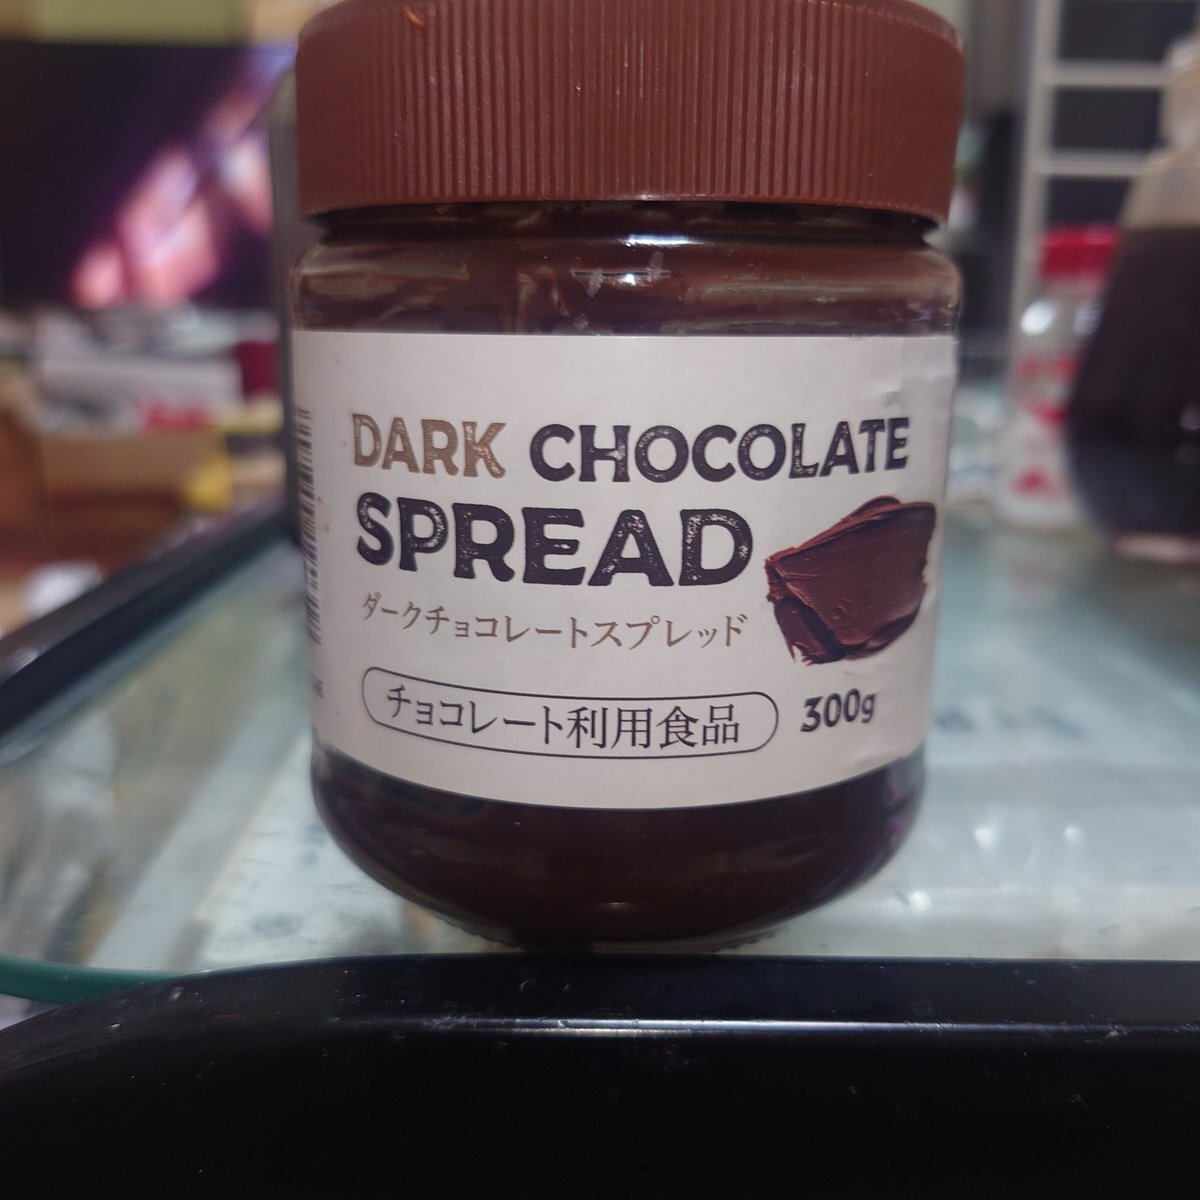 DARK CHOCOLATE
SPREAD
ダークチョコレートスプレッド
チョコレート利用食品
300g